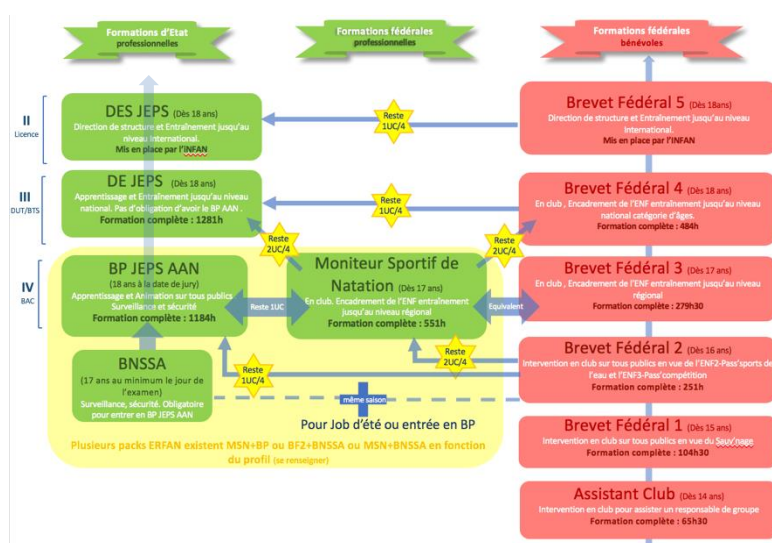 Formations d'Etat
professionnelles
Formations fédérales
professionnelles
Formations fédérales
bénévoles
II
Licence
DES JEPS (Dès 18 ans)
Direction de structure et Entraînement jusqu'au
niveau International.
Mis en place par l'INFAN
Reste
1UC/4
Brevet Fédéral 5 (Dès 18ans)
Direction de structure et Entraînement jusqu'au
niveau International.
Mis en place par l'INFAN
III
DUT/BTS
DE JEPS (Dès 18 ans)
Apprentissage et Entraînement jusqu'au niveau
national. Pas d'obligation d'avoir le BP AAN .
Formation complète : 1281h
Reste
1UC/4
Brevet Fédéral 4 (Dès 18 ans)
En club , Encadrement de l'ENF entraînement jusqu'au niveau
national catégorie d'âges.
Formation complète : 484h
Reste
2UC/4
Reste
2UC/4
IV
BAC
BP JEPS AAN
(18 ans à la date de jury)
Apprentissage et Animation sur tous publics
Surveillance et sécurité
Formation complète : 1184h
Reste 1UC
Moniteur Sportif de
Natation (Dès 17 ans)
En club. Encadrement de l'ENF entraînement
jusqu'au niveau régional
Formation complète : 551h
Equivalent
Brevet Fédéral 3 (Dès 17 ans)
En club , Encadrement de l'ENF entraînement jusqu'au niveau
régional
Formation complète : 279h30
BNSSA
(17 ans au minimum le jour de
l'examen)
Surveillance, sécurité. Obligatoire
pour entrer en BP JEPS AAN
Reste
1UC/4
Reste
2UC/4
Brevet Fédéral 2 (Dès 16 ans)
Intervention en club sur tous publics en vue de l'ENF2-Pass'sports de
l'eau et l'ENF3-Pass'compétition
Formation complète : 251h
même saison
Pour Job d'été ou entrée en BP
Plusieurs packs ERFAN existent MSN+BP ou BF2+BNSSA ou MSN+BNSSA en fonction
du profil (se renseigner)
Brevet Fédéral 1 (Dès 15 ans)
Intervention en club sur tous publics en vue du Sauv'nage
Formation complète : 104h30
Assistant Club (Dès 14 ans)
Intervention en club pour assister un responsable de groupe
Formation complète : 65h30